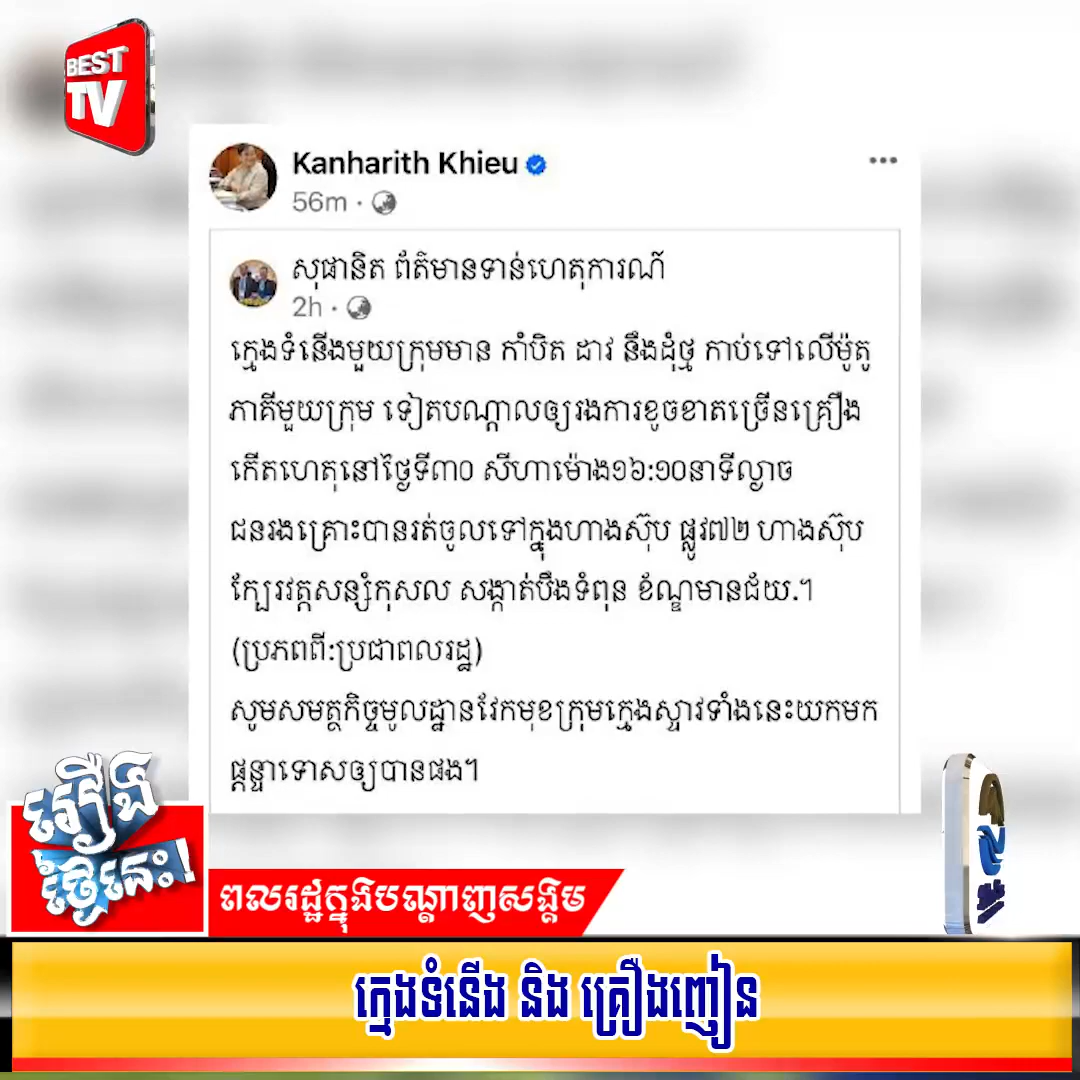 BEST
TV
Kanharith Khieu
56m ·
សុផានិត ព័ត៌មានទាន់ហេតុការណ៍
2h ·
ក្មេងទំនើងមួយក្រុមមាន កាំបិត ដាវ នឹងដុំថ្ម កាប់ទៅលើម៉ូតូ
ភាគីមួយក្រុម ទៀតបណ្ដាលឲ្យរងការខូចខាតច្រើនគ្រឿង
កើតហេតុនៅថ្ងៃទី៣០ សីហាម៉ោង១៦:១០នាទីល្ងាច
ជនរងគ្រោះបានរត់ចូលទៅក្នុងហាងស៊ុប ផ្លូវ៧២ ហាងស៊ុប
ក្បែរវត្តសន្សំកុសល សង្កាត់បឹងទំពុន ខ័ណ្ឌមានជ័យ.។
(ប្រភពពី:ប្រជាពលរដ្ឋ)
សូមសមត្ថកិច្ចមូលដ្ឋានវែកមុខក្រុមក្មេងស្ទាវទាំងនេះយកមក
ផ្តន្ទាទោសឲ្យបានផង។
រឿង
ថ្ងៃនេះ!
ពលរដ្ឋក្នុងបណ្តាញសង្គម
ក្មេងទំនើង និង គ្រឿងញៀន